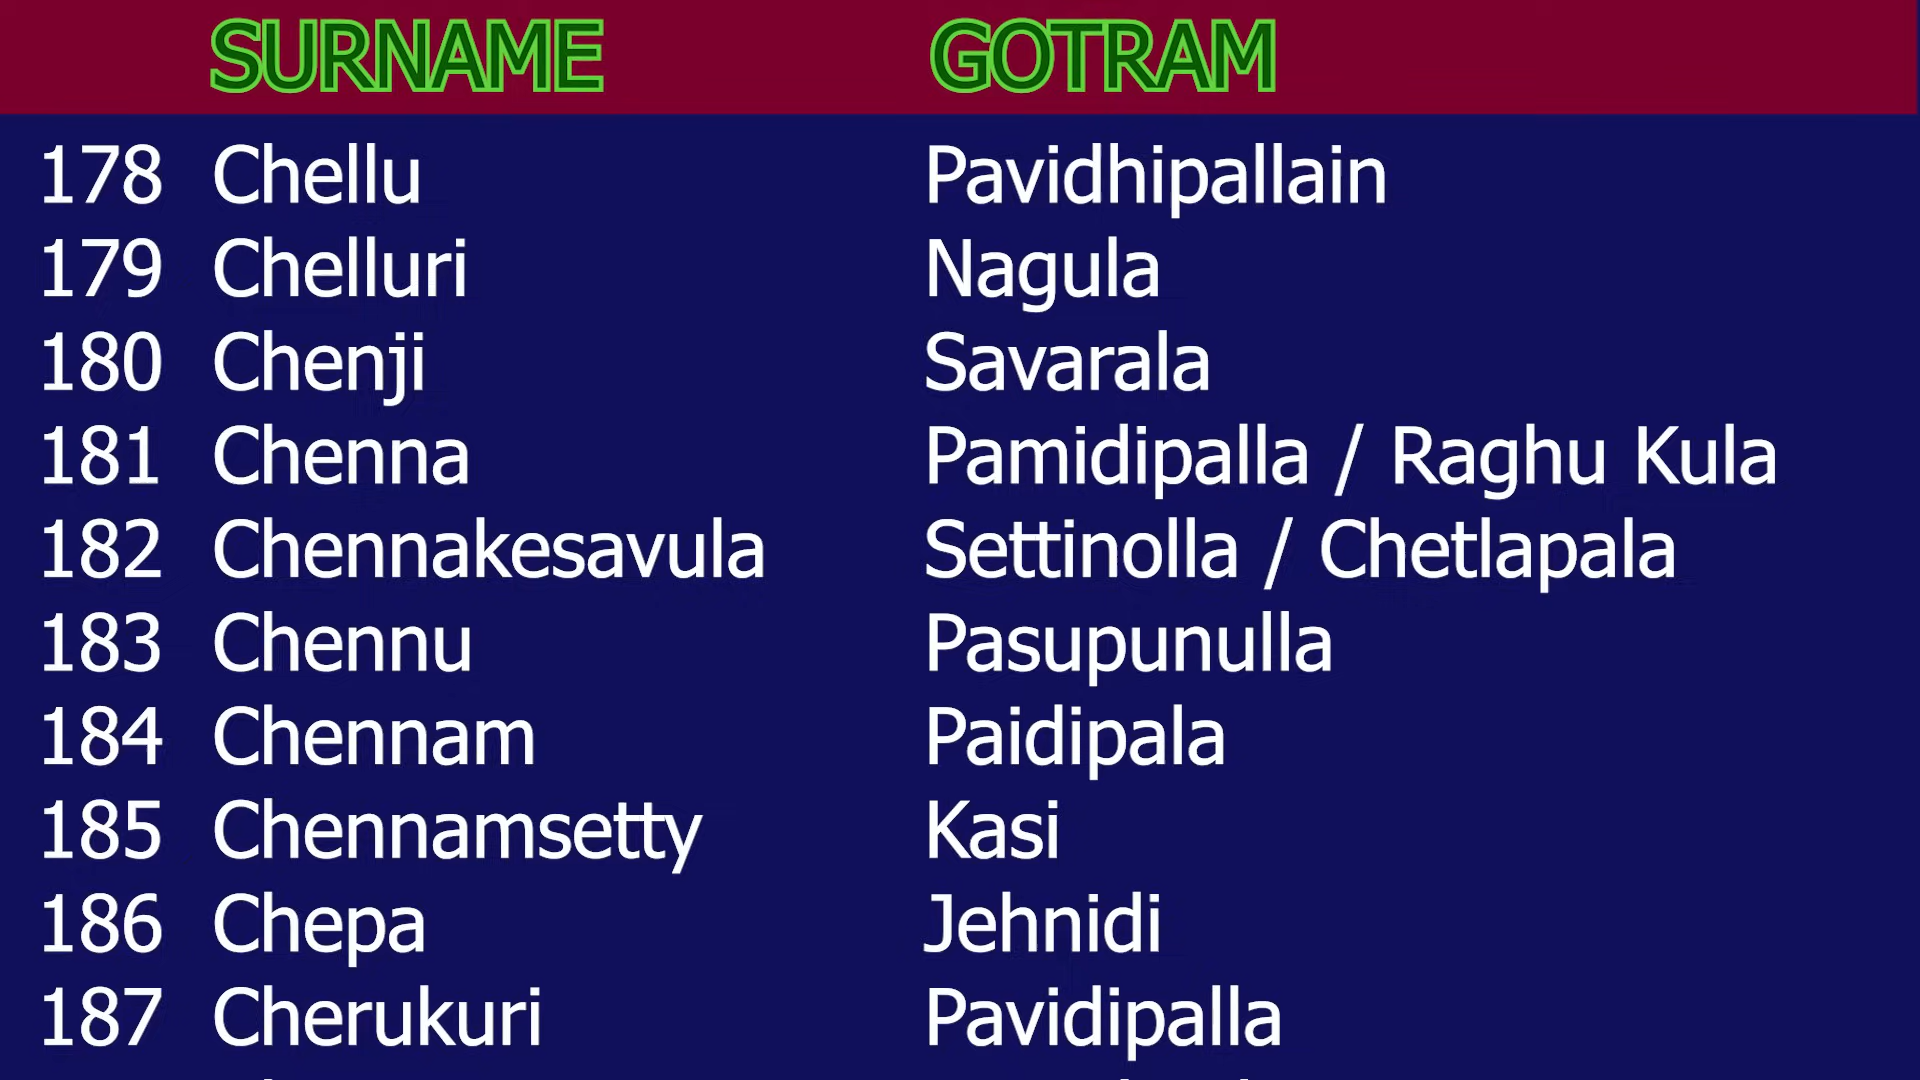 SURNAME GOTRAM
178 Chellu Pavidhipallain
179 Chelluri Nagula
180 Chenji Savarala
181 Chenna Pamidipalla / Raghu Kula
182 Chennakesavula Settinolla / Chetlapala
183 Chennu Pasupunulla
184 Chennam Paidipala
185 Chennamsetty Kasi
186 Chepa Jehnidi
187 Cherukuri Pavidipalla